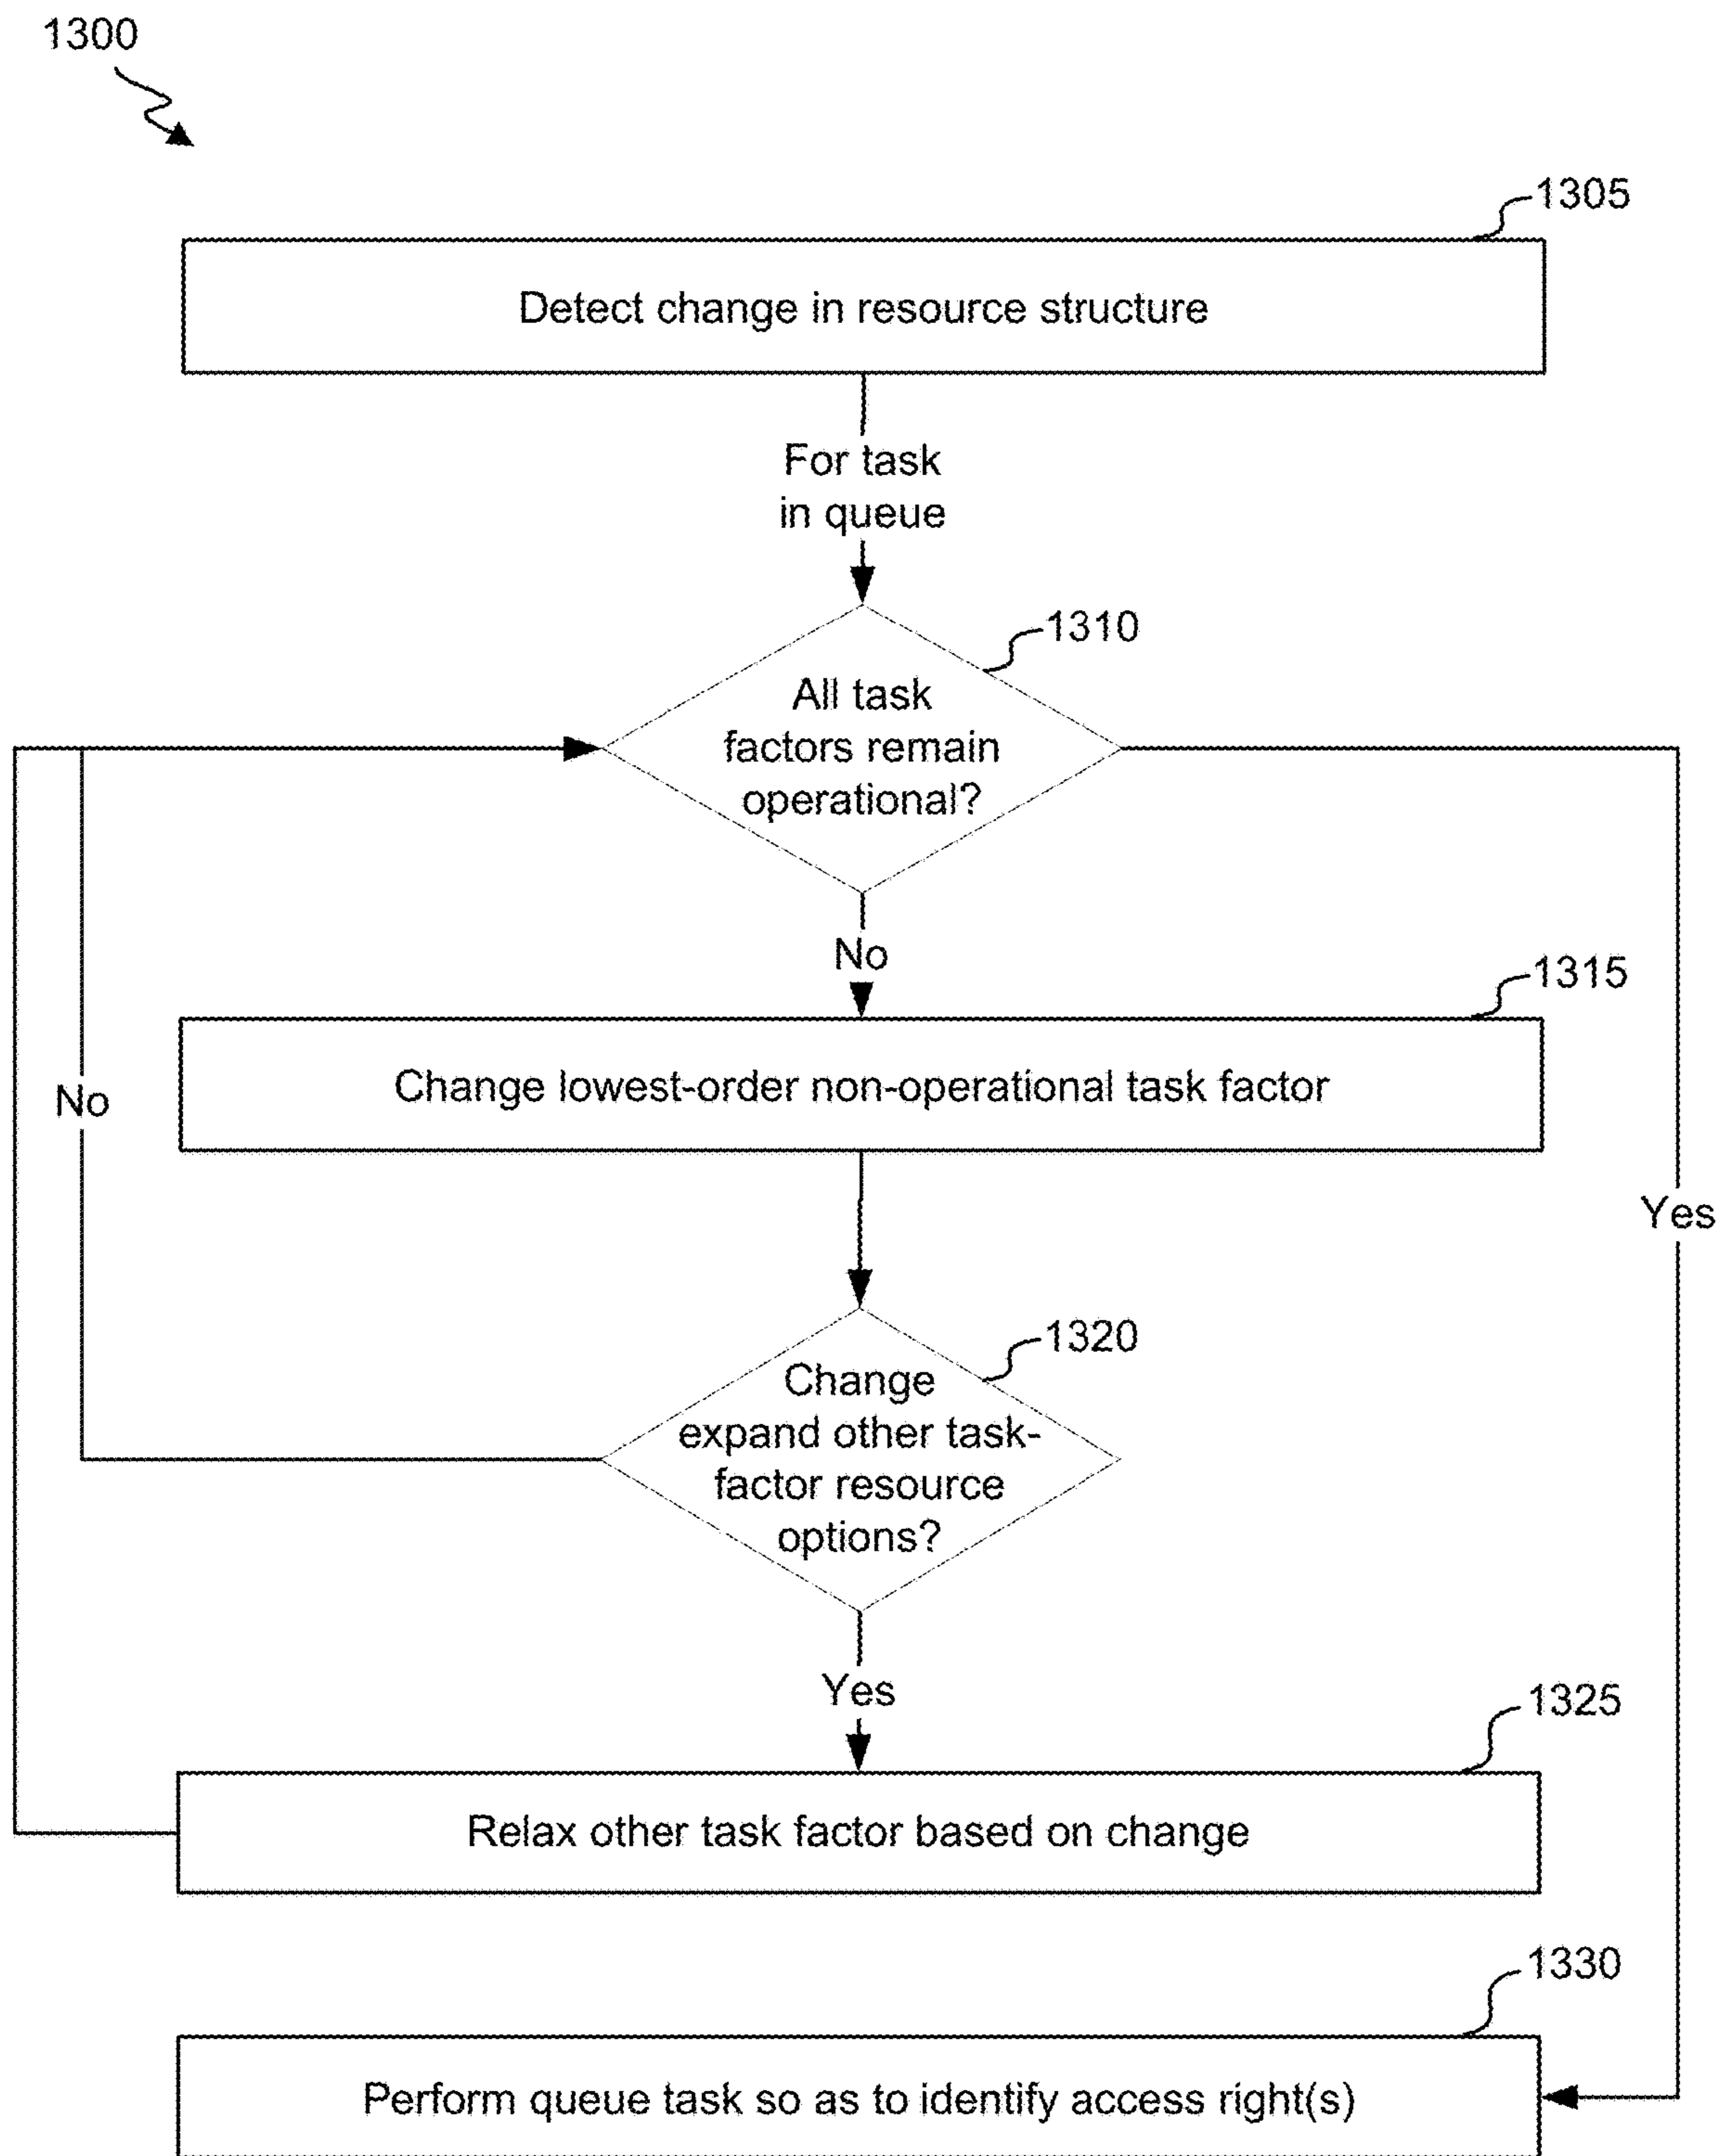 1300
1305
Detect change in resource structure
For task
in queue
1310
All task
factors remain
operational?
No
1315
Change lowest-order non-operational task factor
No
Yes
1320
Change
expand other task-
factor resource
options?
Yes
1325
Relax other task factor based on change
1330
Perform queue task so as to identify access right(s)